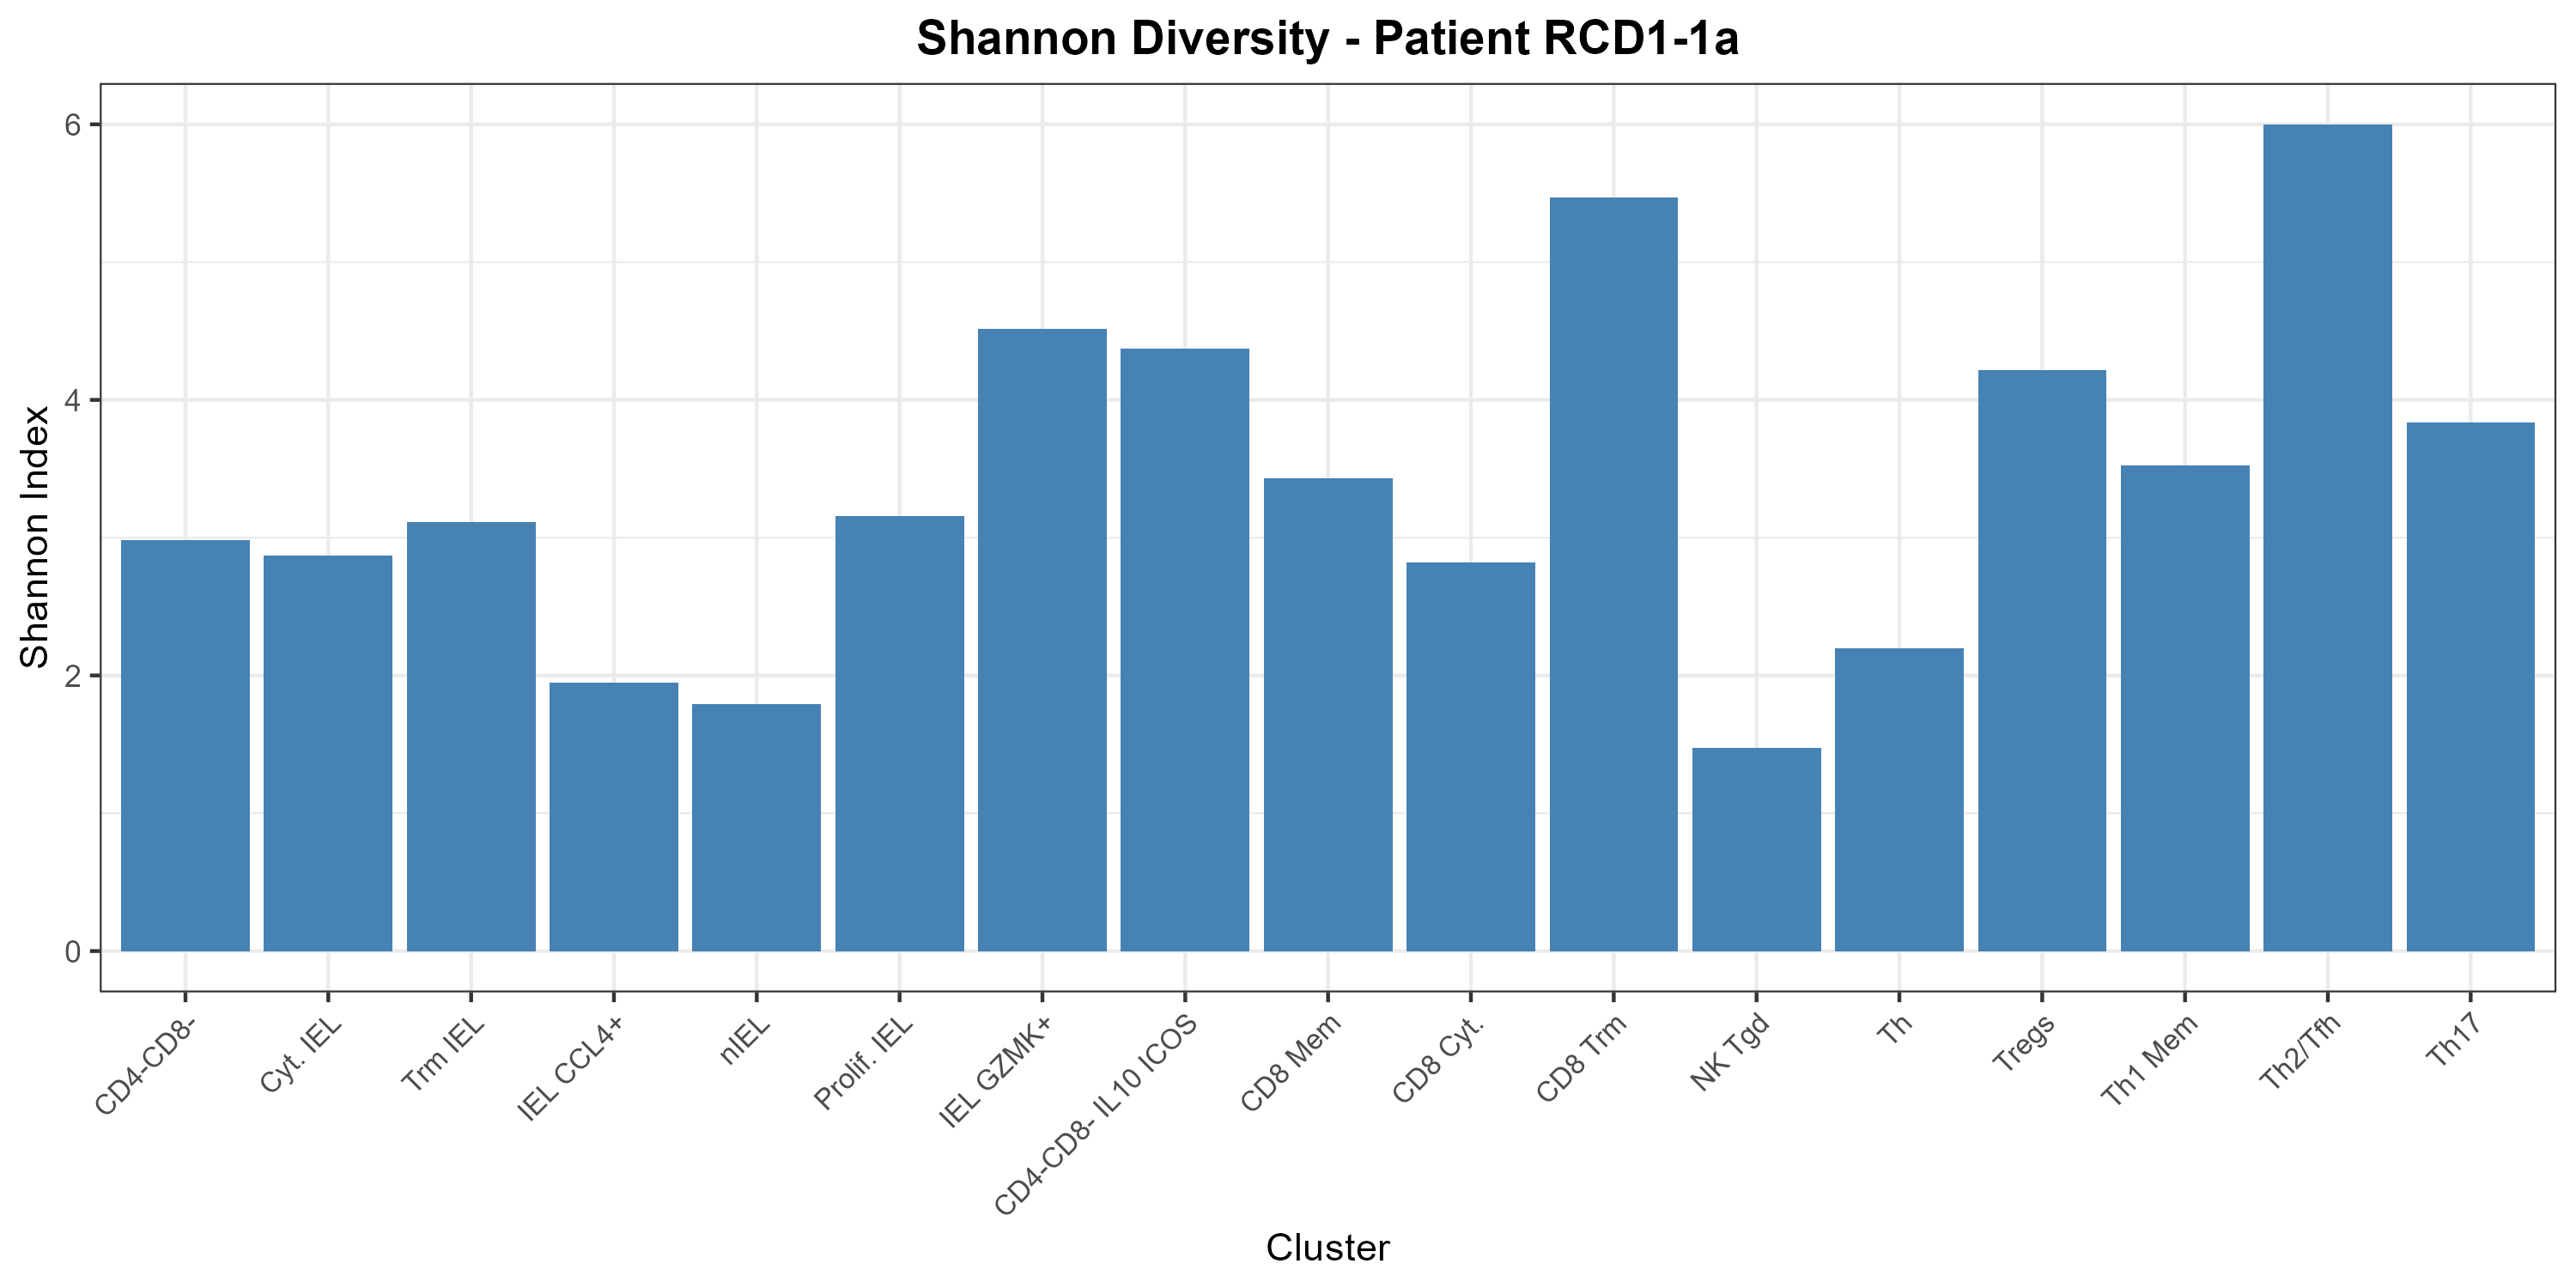 Shannon Diversity - Patient RCD1-1a
Shannon Index
6
4
2
0
CD4-CD8-
Cyt. IEL
Trm IEL
IEL CCL4+
nIEL
Prolif. IEL
IEL GZMK+
CD4-CD8- IL10 ICOS
CD8 Mem
CD8 Cyt.
CD8 Trm
NK Tgd
Th
Tregs
Th1 Mem
Th2/Tfh
Th17
Cluster